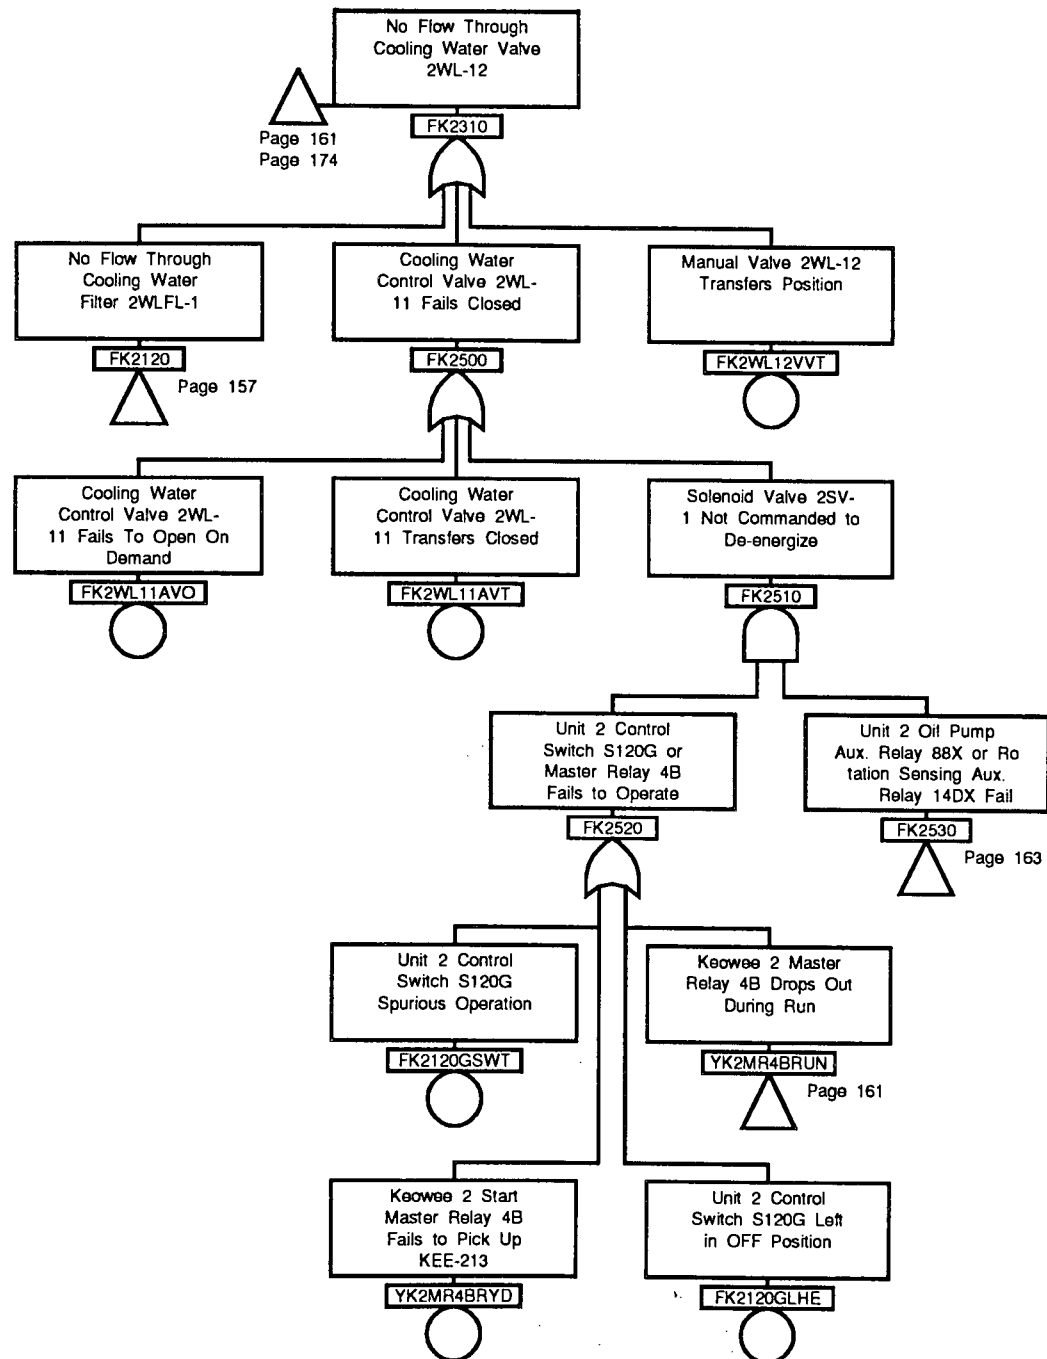 No Flow Through
Cooling Water Valve
2WL-12
Page 161
Page 174
FK2310
No Flow Through
Cooling Water
Filter 2WLFL-1
FK2120
Page 157
Cooling Water
Control Valve 2WL-
11 Fails Closed
FK2500
Manual Valve 2WL-12
Transfers Position
FK2WL12VVT
Cooling Water
Control Valve 2WL-
11 Fails To Open On
Demand
FK2WL11AVO
Cooling Water
Control Valve 2WL-
11 Transfers Closed
FK2WL11AVT
Solenoid Valve 2SV-
1 Not Commanded to
De-energize
FK2510
Unit 2 Control
Switch S120G or
Master Relay 4B
Fails to Operate
FK2520
Unit 2 Oil Pump
Aux. Relay 88X or Ro
tation Sensing Aux.
Relay 14DX Fail
FK2530
Page 163
Unit 2 Control
Switch S120G
Spurious Operation
FK2120GSWT
Keowee 2 Master
Relay 4B Drops Out
During Run
YK2MR4BRUN
Page 161
Keowee 2 Start
Master Relay 4B
Fails to Pick Up
KEE-213
YK2MR4BRYD
Unit 2 Control
Switch S120G Left
in OFF Position
FK2120GLHE